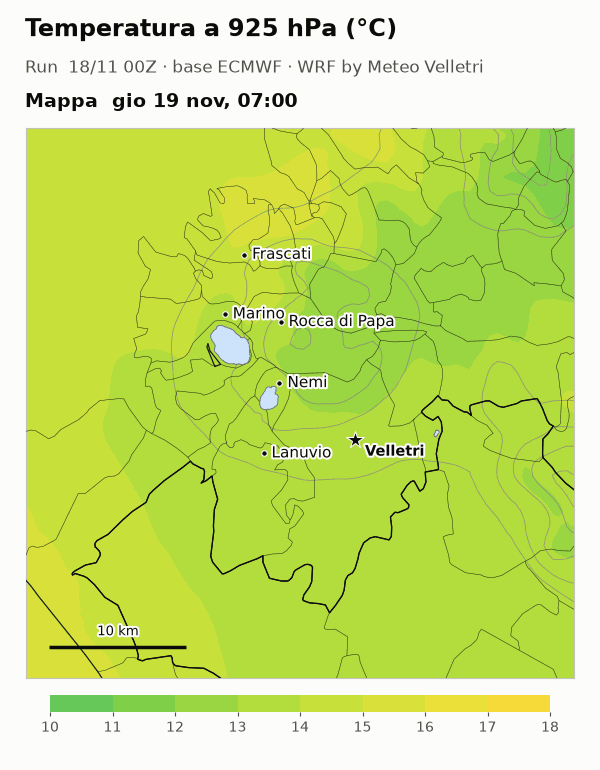 Temperatura a 925 hPa (°C)
Run 18/11 00Z · base ECMWF · WRF by Meteo Velletri
Mappa gio 19 nov, 07:00
Frascati
Marino
Rocca di Papa
Nemi
Velletri
Lanuvio
10 km
10 11 12 13 14 15 16 17 18